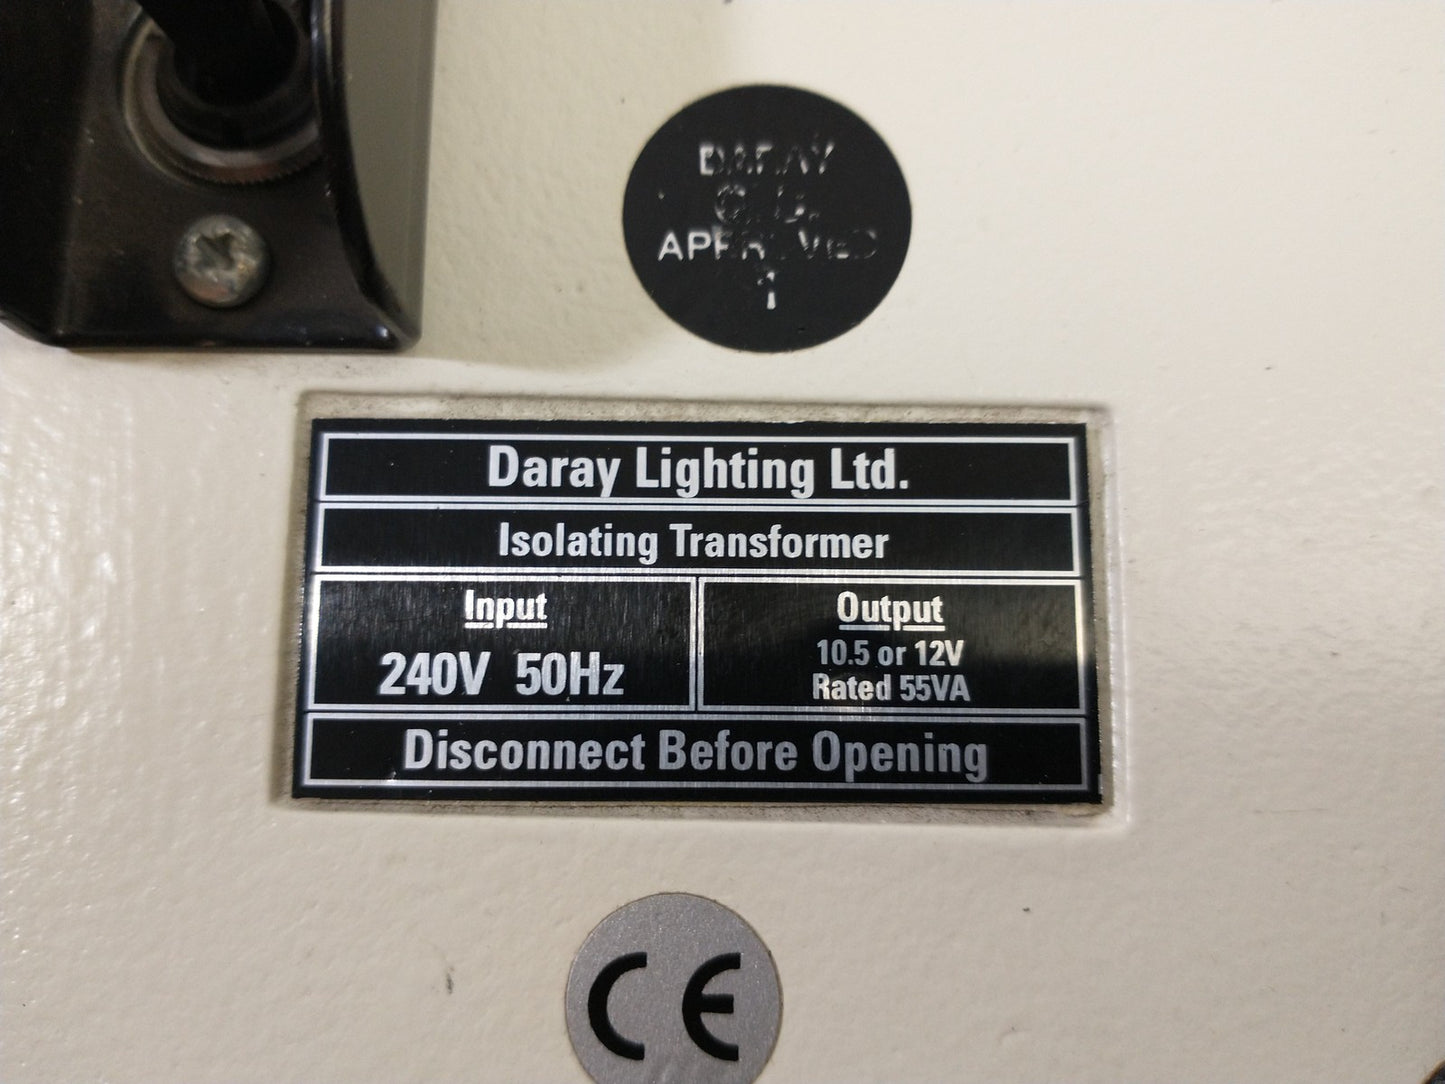 DARAY
APPROVED
1
Daray Lighting Ltd.
Isolating Transformer
Input
240V 50Hz
Output
10.5 or 12V
Rated 55VA
Disconnect Before Opening
CE